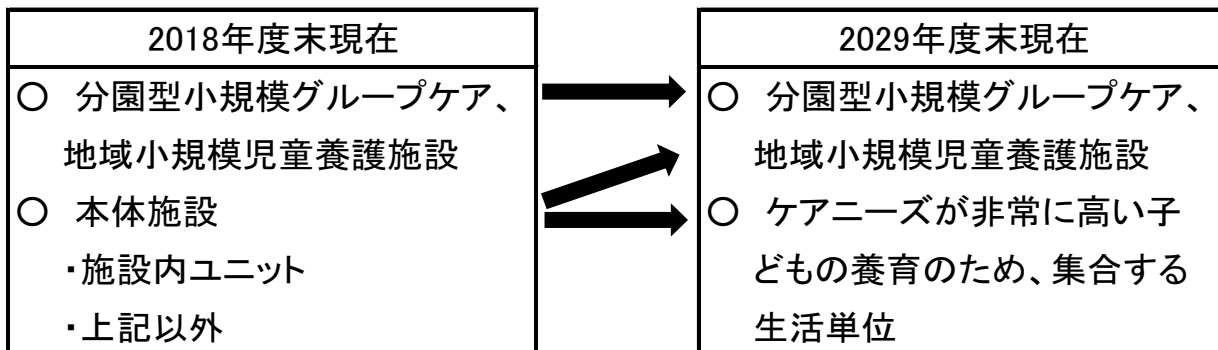 2018年度末現在
○ 分園型小規模グループケア、
地域小規模児童養護施設
○ 本体施設
・施設内ユニット
・上記以外
2029年度末現在
○ 分園型小規模グループケア、
地域小規模児童養護施設
○ ケアニーズが非常に高い子
どもの養育のため、集合する
生活単位